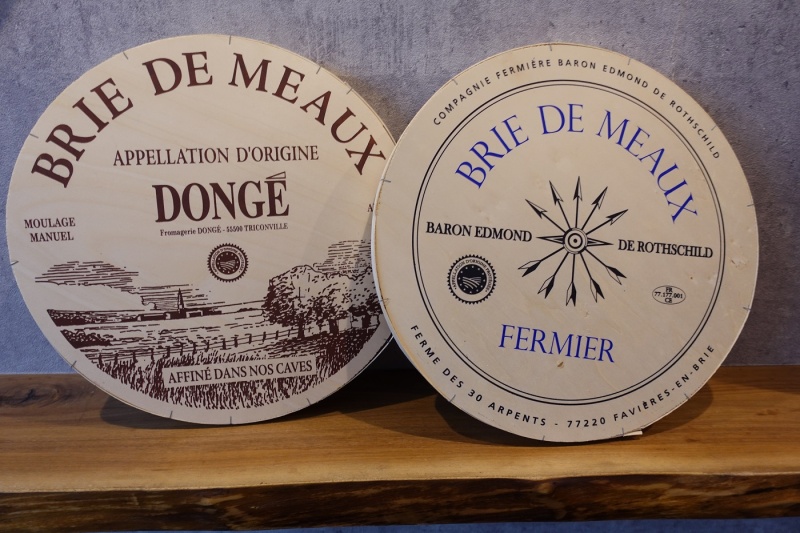 BRIE DE MEAUX
APPELLATION D'ORIGINE
DONGÉ
Fromagerie DONGÉ - 55500 TRICONVILLE
MOULAGE
MANUEL
A
AFFINÉ DANS NOS CAVES
COMPAGNIE FERMIÈRE BARON EDMOND DE ROTHSCHILD
BRIE DE MEAUX
BARON EDMOND
DE ROTHSCHILD
FR
77.177.001
CE
FERMIER
FERME DES 30 ARPENTS - 77220 FAVIÈRES-EN-BRIE